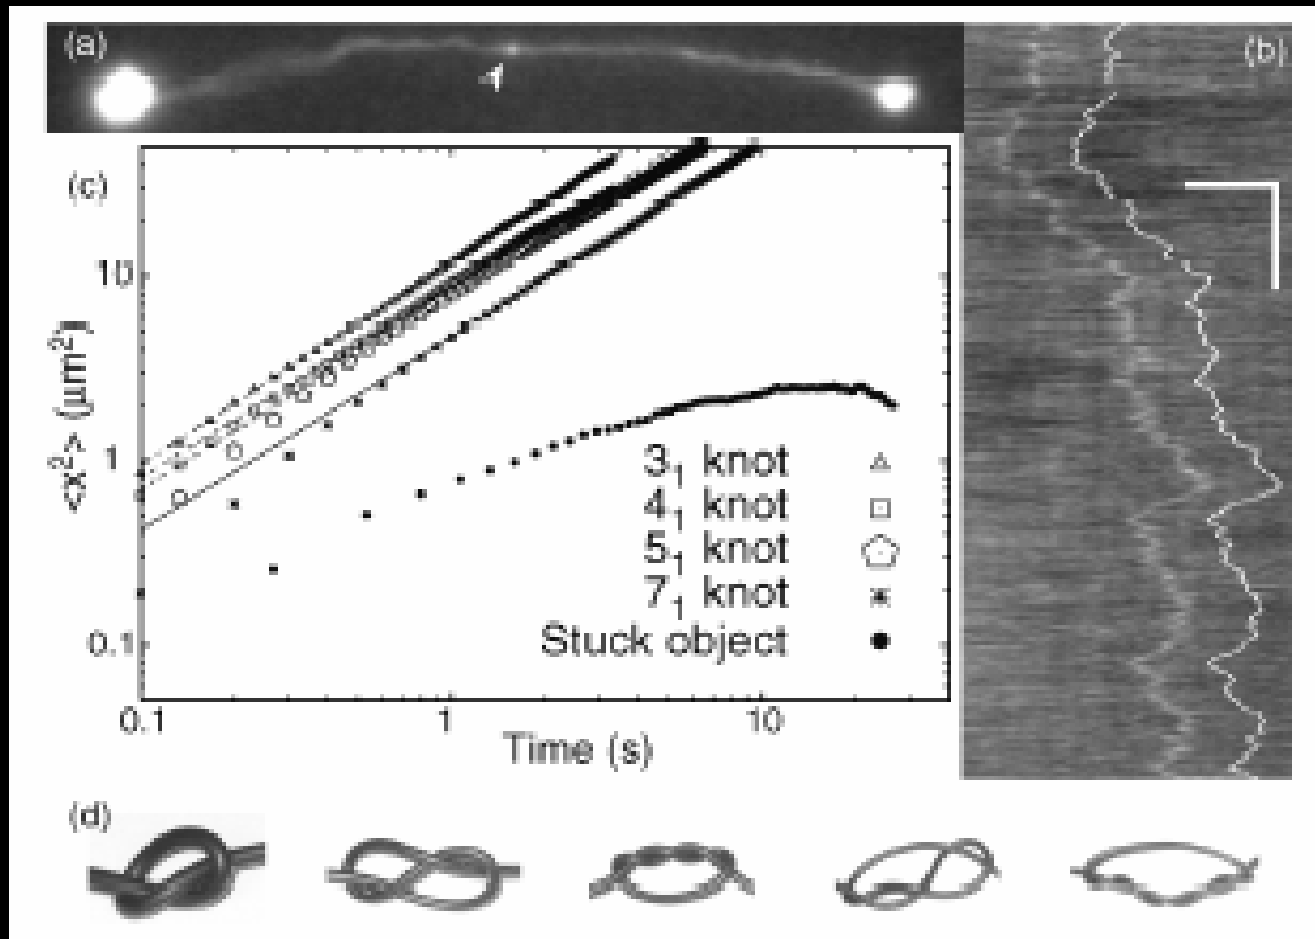 (a)
(b)
(c)
<x²> (μm²)
10
1
0.1
3₁ knot
4₁ knot
5₁ knot
7₁ knot
Stuck object
0.1
1
10
Time (s)
(d)